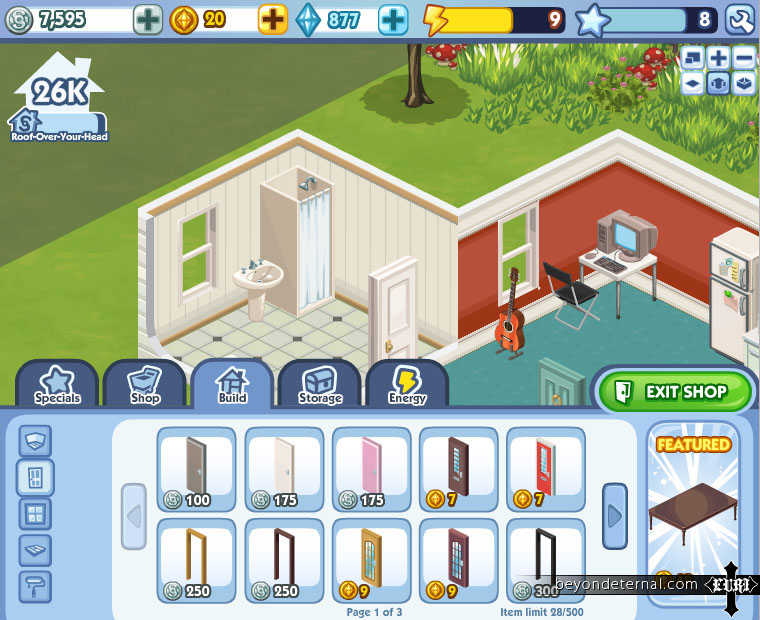 7,595
20
877
9
8
26K
Roof-Over-Your-Head
Specials
Shop
Build
Storage
Energy
EXIT SHOP
100
175
175
7
7
FEATURED
250
250
9
9
300
beyondeternal.com
Page 1 of 3
Item limit 28/500